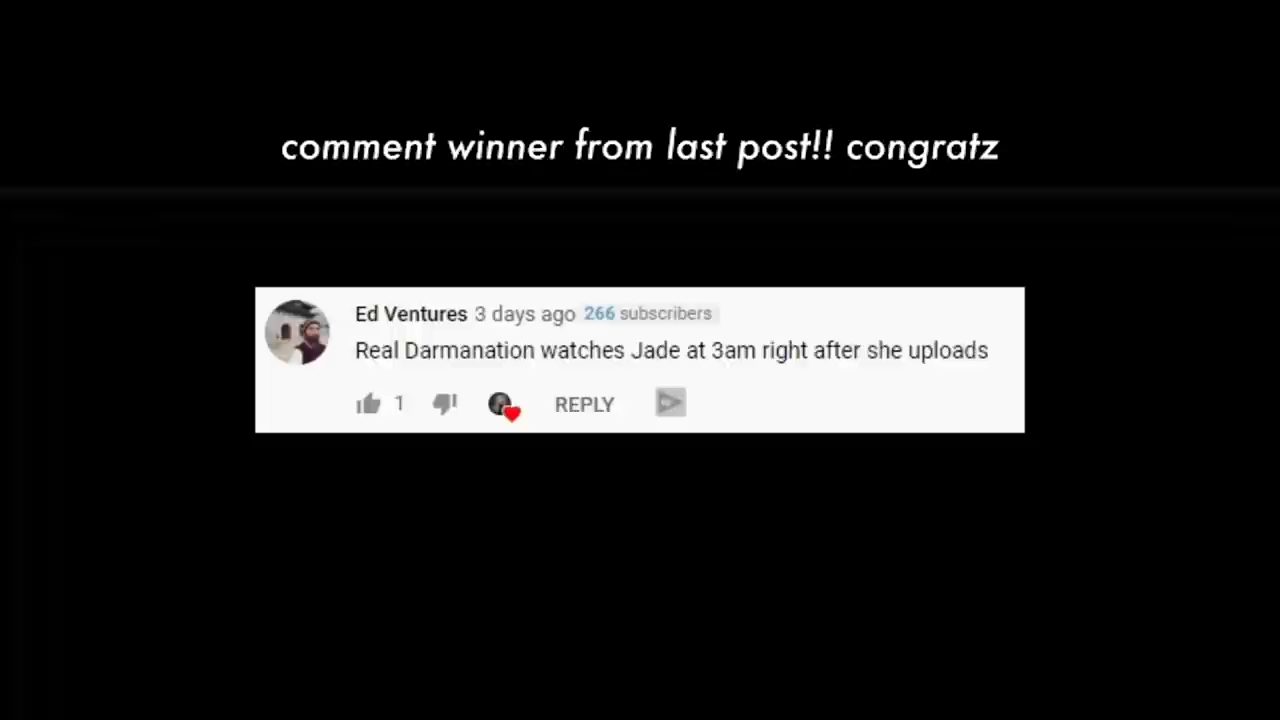 comment winner from last post!! congratz
Ed Ventures 3 days ago 266 subscribers
Real Darmanation watches Jade at 3am right after she uploads
1 REPLY